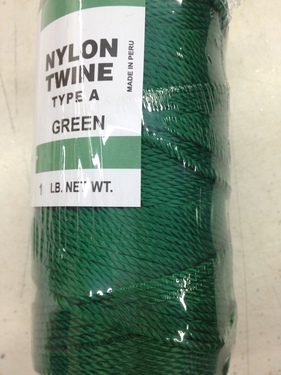 NYLON
TWINE
TYPE A
GREEN
MADE IN PERU
1 LB. NET WT.